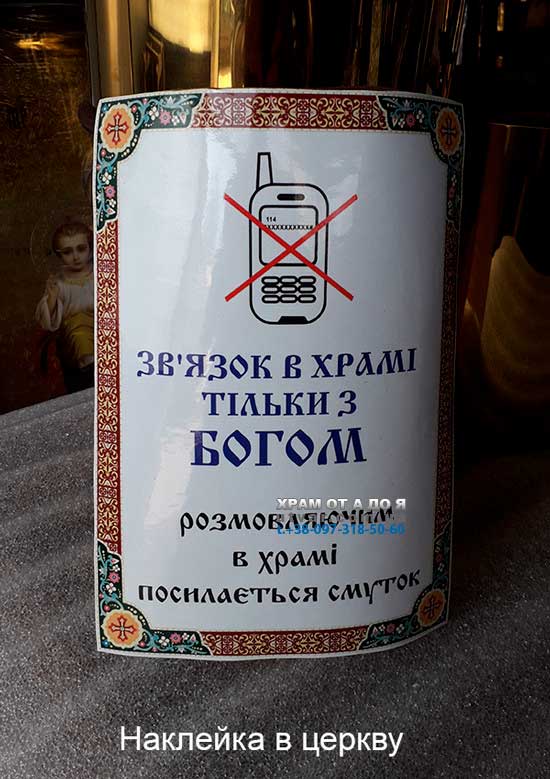 114
ЗВ'ЯЗОК В ХРАМІ
ТІЛЬКИ З
БОГОМ
ХРАМ ОТ А ДО Я
т.+38-097-318-50-60
розмовляючим
в храмі
посилається смуток
Наклейка в церкву